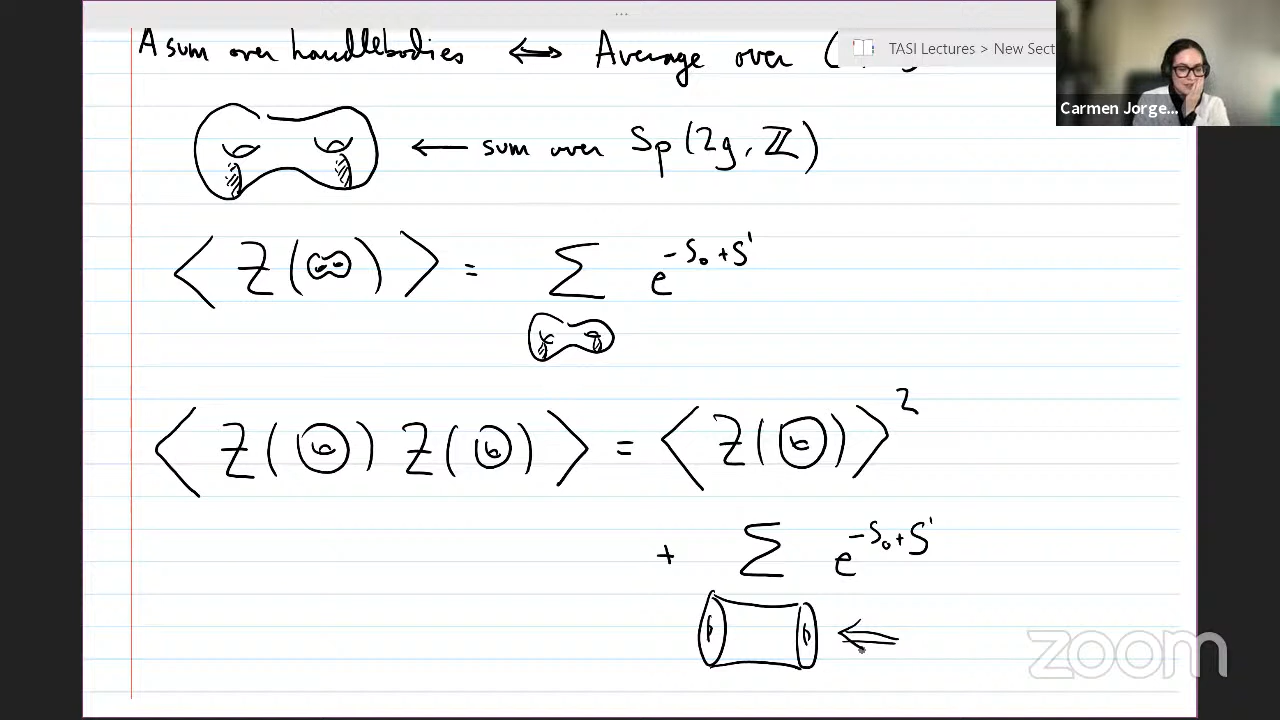 A sum over handlebodies ⟺ Average over (
TASI Lectures > New Sect
Carmen Jorge...
← sum over Sp(2g, ℤ)
⟨ Z( ) ⟩ = Σ e^{-S₀+S'}
⟨ Z( ) Z( ) ⟩ = ⟨ Z( ) ⟩²
+ Σ e^{-S₀+S'}
zoom